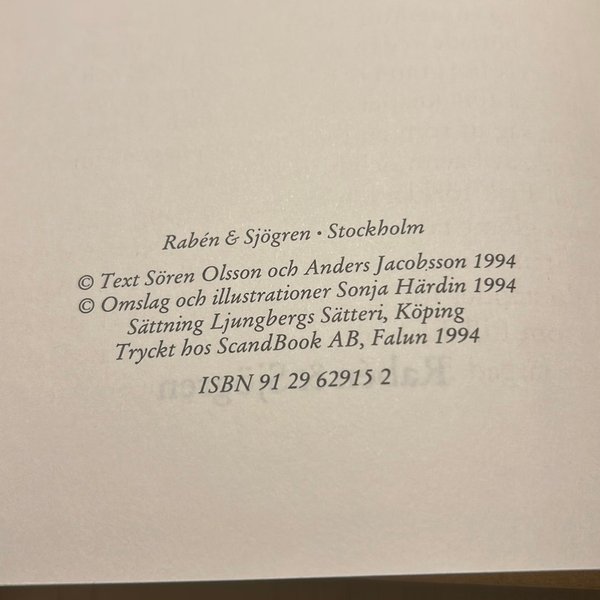 Rabén & Sjögren · Stockholm
© Text Sören Olsson och Anders Jacobsson 1994
© Omslag och illustrationer Sonja Härdin 1994
Sättning Ljungbergs Sätteri, Köping
Tryckt hos ScandBook AB, Falun 1994
ISBN 91 29 62915 2